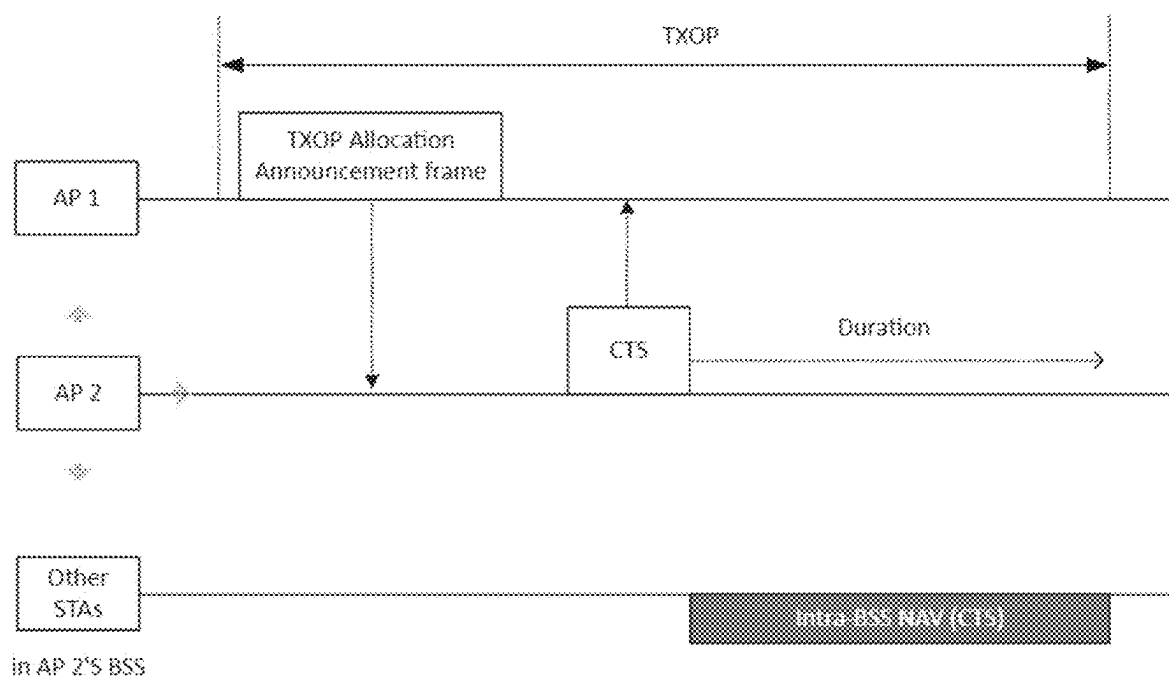 TXOP
TXOP Allocation
Announcement frame
AP 1
CTS
Duration
AP 2
Other
STAs
Intra-BSS NAV (CTS)
in AP 2'S BSS